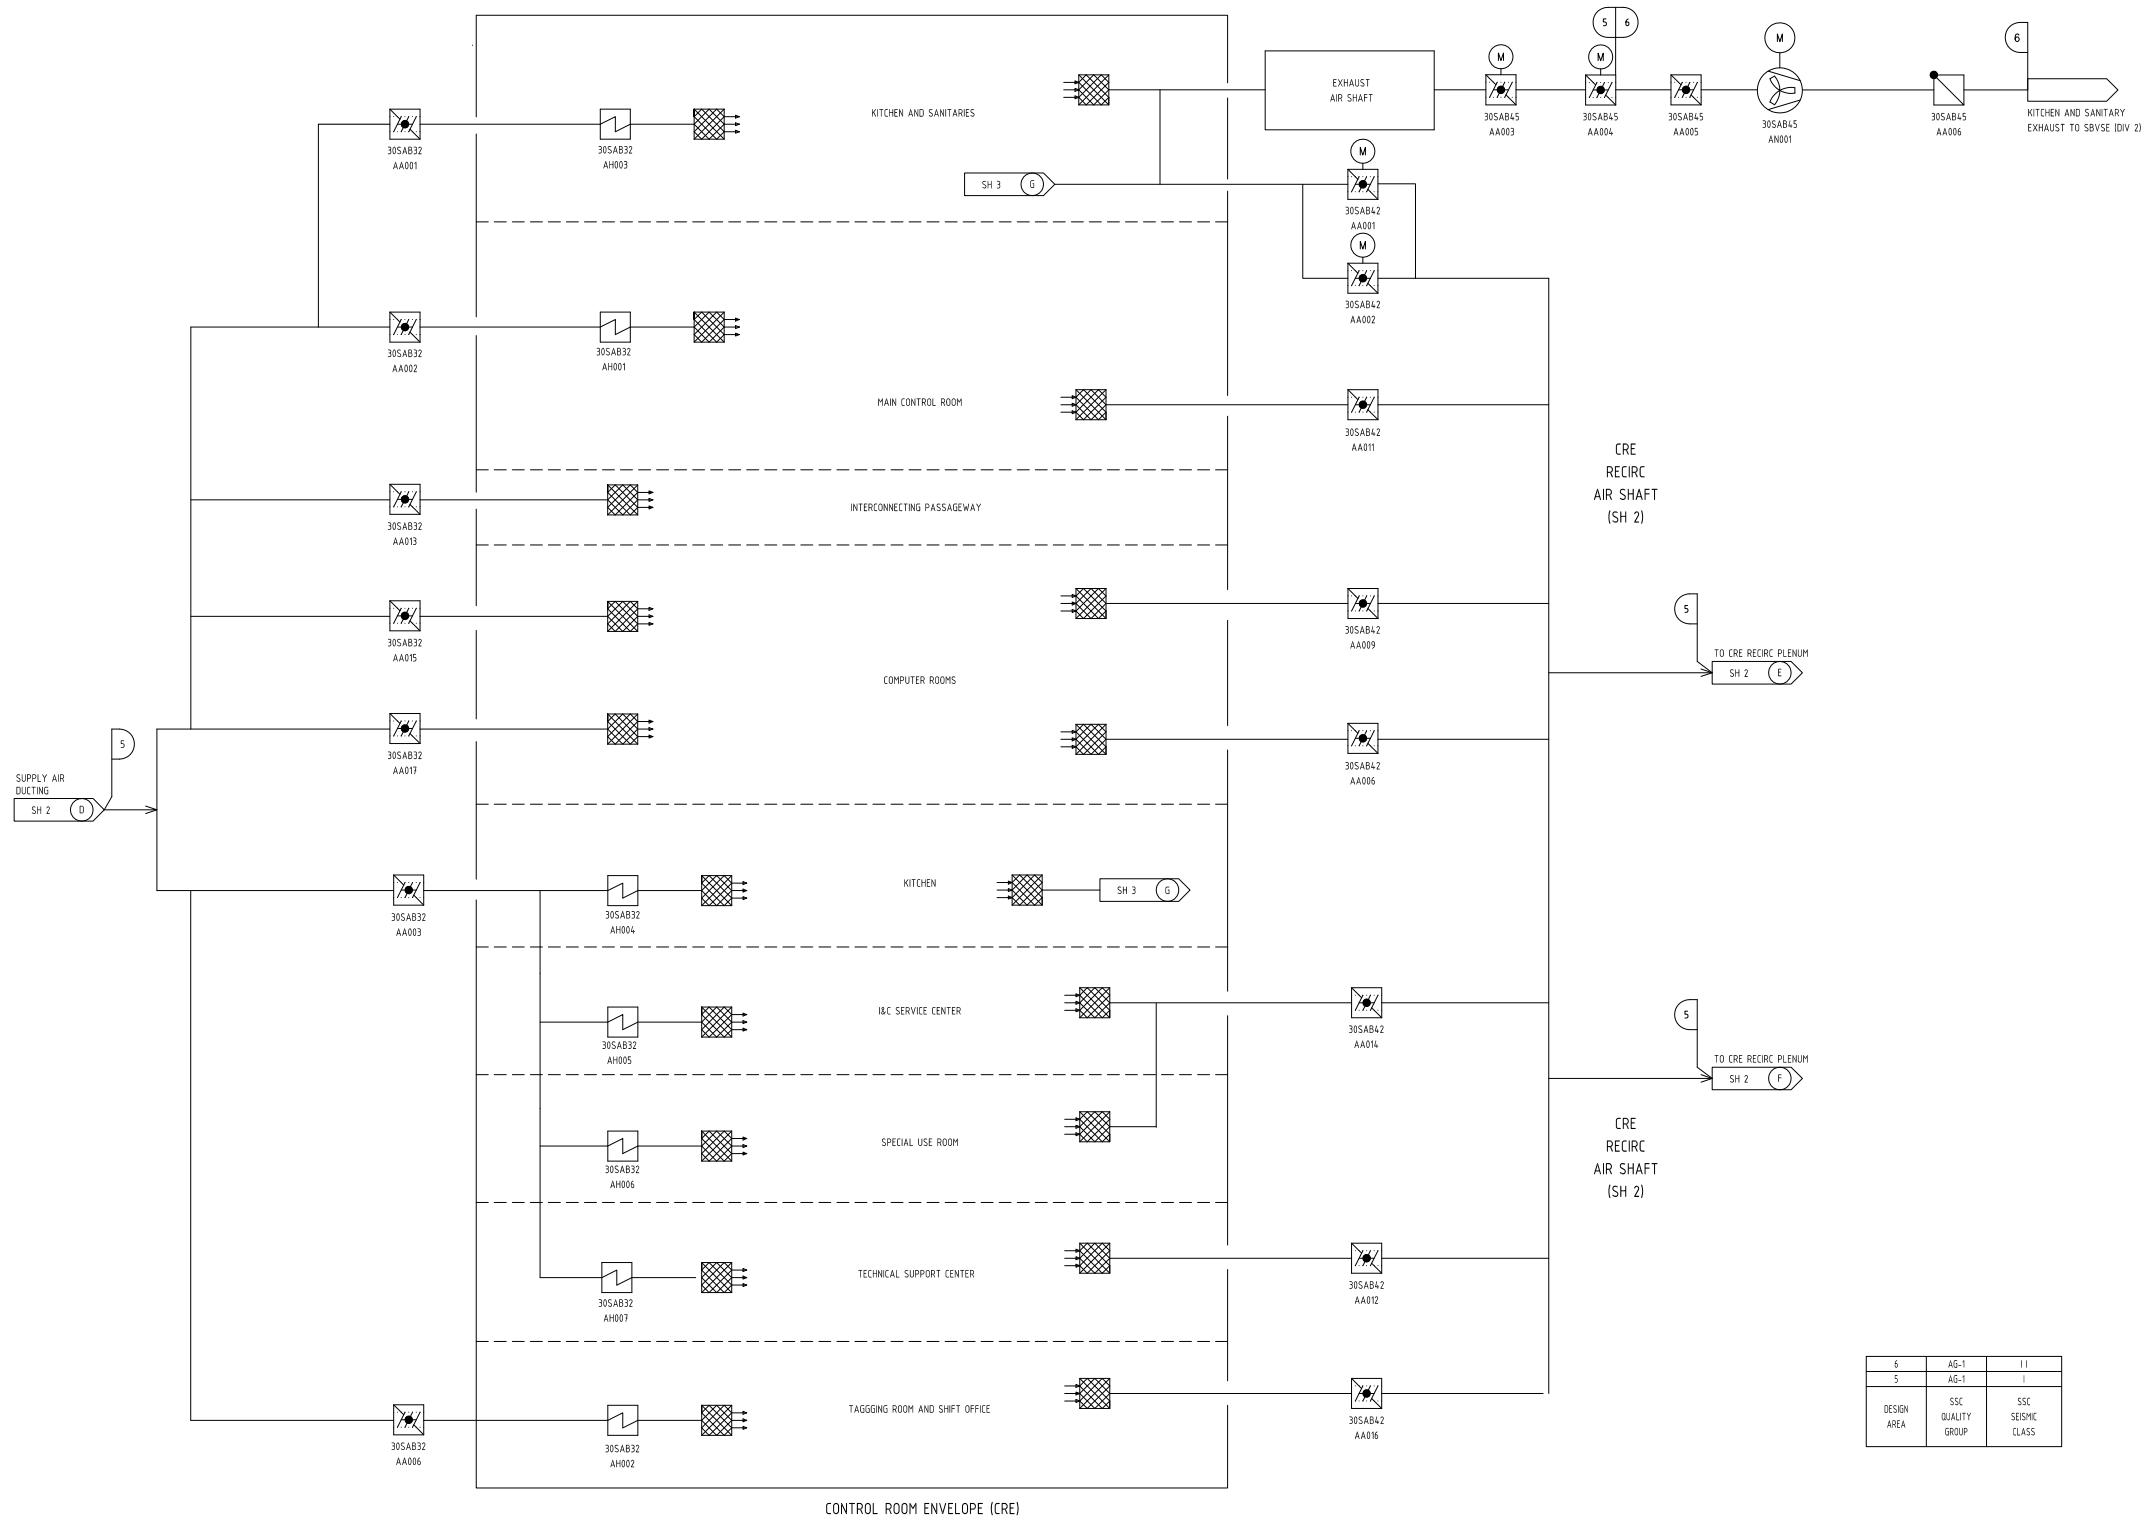 5 6
M
M
M
6
EXHAUST
AIR SHAFT
KITCHEN AND SANITARIES
30SAB45
AA003
30SAB45
AA004
30SAB45
AA005
30SAB45
AN001
30SAB45
AA006
KITCHEN AND SANITARY
EXHAUST TO SBVSE (DIV 2)
30SAB32
AA001
30SAB32
AH003
M
SH 3 G
30SAB42
AA001
M
30SAB42
AA002
30SAB32
AA002
30SAB32
AH001
MAIN CONTROL ROOM
30SAB42
AA011
CRE
RECIRC
AIR SHAFT
(SH 2)
30SAB32
AA013
INTERCONNECTING PASSAGEWAY
30SAB32
AA015
30SAB42
AA009
5
TO CRE RECIRC PLENUM
SH 2 E
COMPUTER ROOMS
30SAB32
AA017
30SAB42
AA006
5
SUPPLY AIR
DUCTING
SH 2 D
30SAB32
AA003
30SAB32
AH004
KITCHEN
SH 3 G
30SAB32
AH005
I&C SERVICE CENTER
30SAB42
AA014
5
TO CRE RECIRC PLENUM
SH 2 F
CRE
RECIRC
AIR SHAFT
(SH 2)
30SAB32
AH006
SPECIAL USE ROOM
30SAB32
AH007
TECHNICAL SUPPORT CENTER
30SAB42
AA012
30SAB32
AA006
30SAB32
AH002
TAGGGING ROOM AND SHIFT OFFICE
30SAB42
AA016
6 AG-1 II
5 AG-1 I
DESIGN
AREA
SSC
QUALITY
GROUP
SSC
SEISMIC
CLASS
CONTROL ROOM ENVELOPE (CRE)